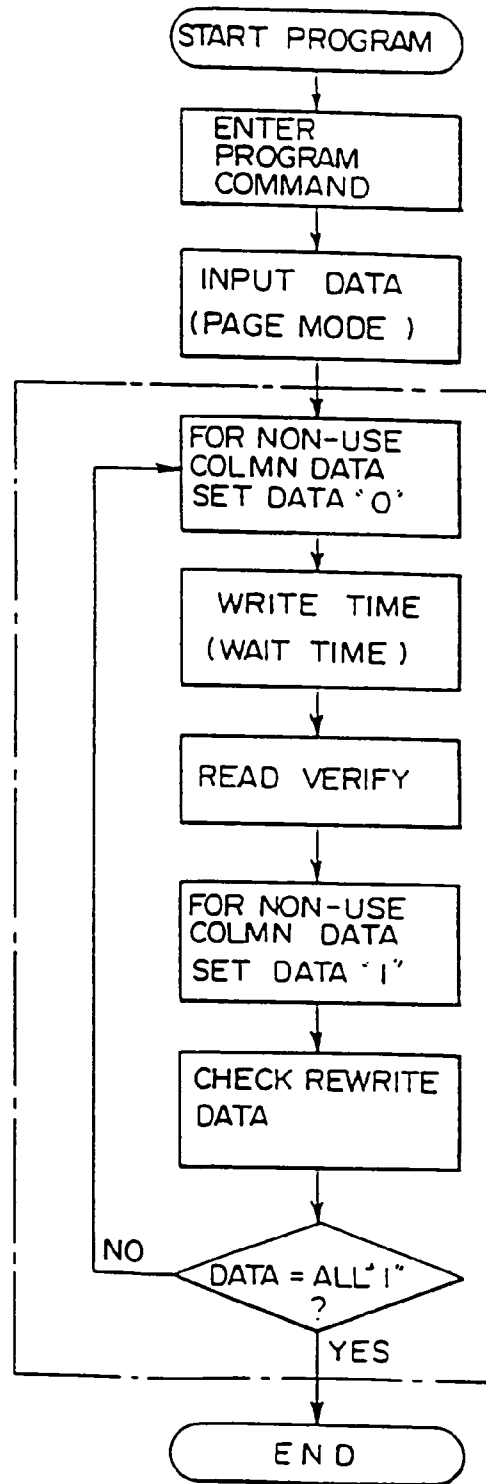 START PROGRAM
ENTER
PROGRAM
COMMAND
INPUT DATA
(PAGE MODE )
FOR NON-USE
COLMN DATA
SET DATA "0"
WRITE TIME
(WAIT TIME )
READ VERIFY
FOR NON-USE
COLMN DATA
SET DATA "1"
CHECK REWRITE
DATA
NO
DATA = ALL "1"
?
YES
END